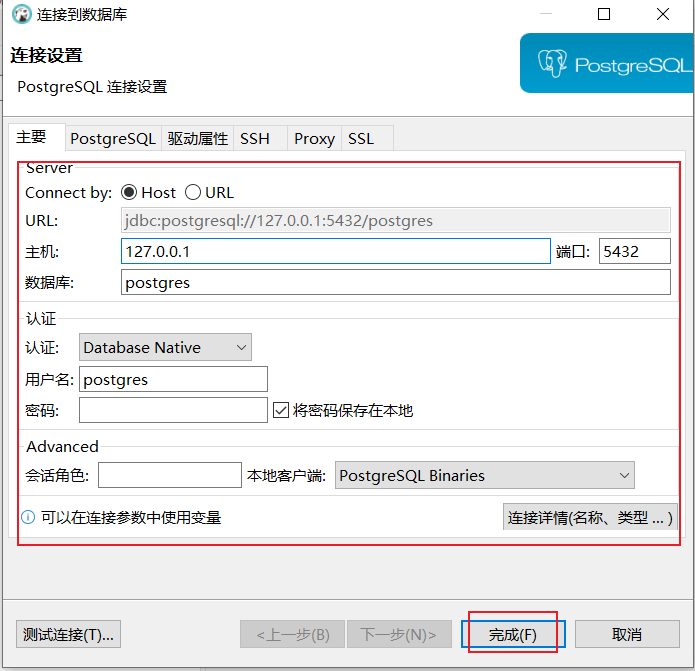 连接到数据库
连接设置
PostgreSQL 连接设置
PostgreSQL
主要 PostgreSQL 驱动属性 SSH Proxy SSL
Server
Connect by: Host URL
URL: jdbc:postgresql://127.0.0.1:5432/postgres
主机: 127.0.0.1 端口: 5432
数据库: postgres
认证
认证: Database Native
用户名: postgres
密码: 将密码保存在本地
Advanced
会话角色: 本地客户端: PostgreSQL Binaries
可以在连接参数中使用变量 连接详情(名称、类型 ... )
测试连接(T)... <上一步(B) 下一步(N)> 完成(F) 取消